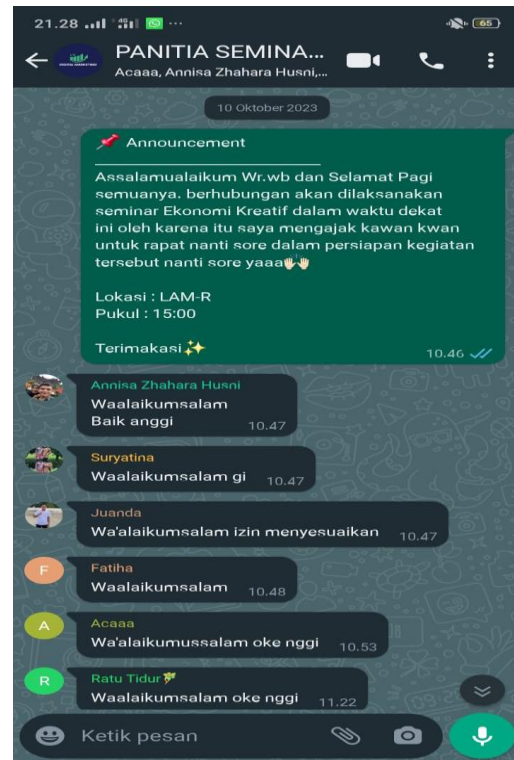 21.28
65
PANITIA SEMINA...
Acaaa, Annisa Zhahara Husni,...
10 Oktober 2023
Announcement
Assalamualaikum Wr.wb dan Selamat Pagi
semuanya. berhubungan akan dilaksanakan
seminar Ekonomi Kreatif dalam waktu dekat
ini oleh karena itu saya mengajak kawan kwan
untuk rapat nanti sore dalam persiapan kegiatan
tersebut nanti sore yaaa🙌🏻
Lokasi : LAM-R
Pukul : 15:00
Terimakasi✨
10.46
Annisa Zhahara Husni
Waalaikumsalam
Baik anggi 10.47
Suryatina
Waalaikumsalam gi 10.47
Juanda
Wa'alaikumsalam izin menyesuaikan 10.47
F
Fatiha
Waalaikumsalam 10.48
A
Acaaa
Wa'alaikumussalam oke nggi 10.53
R
Ratu Tidur
Waalaikumsalam oke nggi 11.22
Ketik pesan